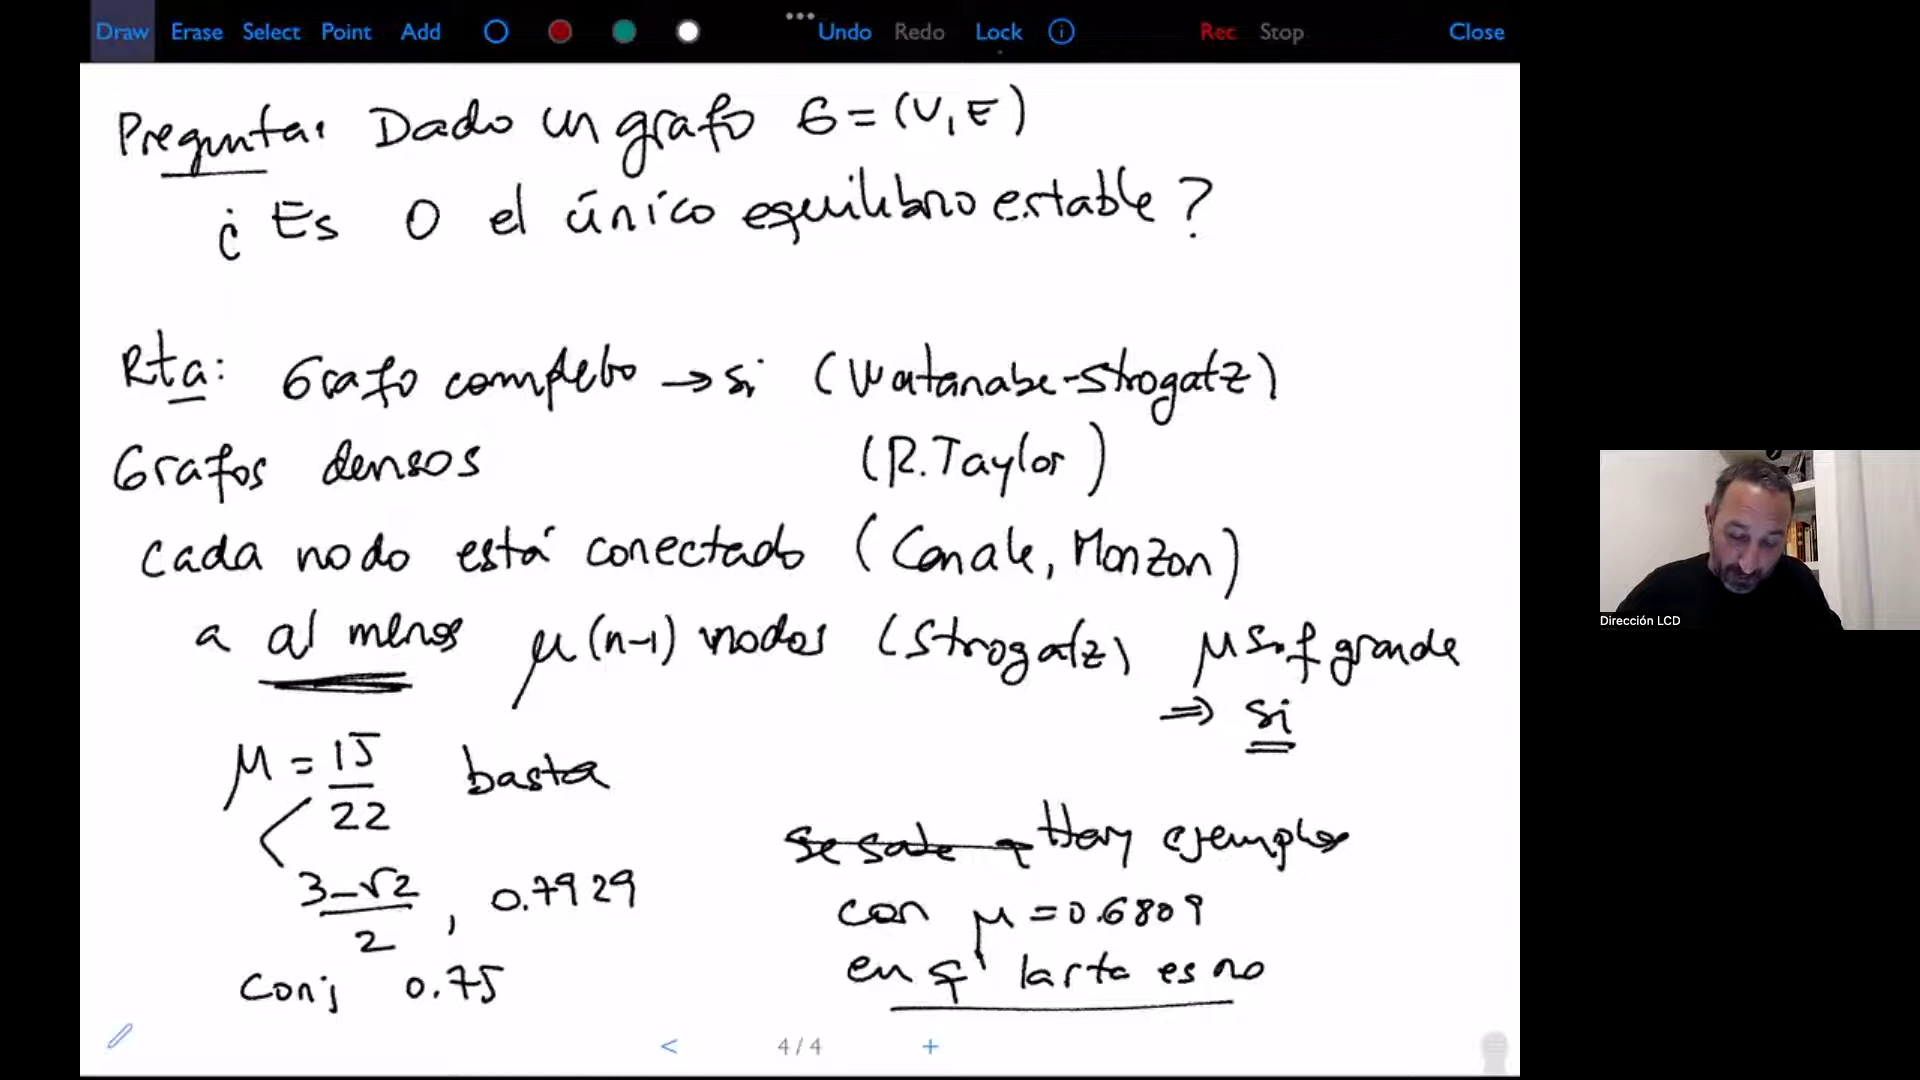 Draw Erase Select Point Add Undo Redo Lock Rec Stop Close
Pregunta: Dado un grafo G = (V, E)
¿ Es 0 el único equilibrio estable ?
Rta: Grafo completo → si (Watanabe-Strogatz)
Grafos densos (R. Taylor)
cada nodo está conectado (Canale, Monzon)
a al menos μ(n-1) nodos (Strogatz) μ suf grande
⇒ si
μ = 15/22 basta
se sabe q Hay ejemplos
3-√2/2 , 0.7929
con μ = 0.6809
en q' la rta es no
Conj 0.75
< 4 / 4 +
Dirección LCD